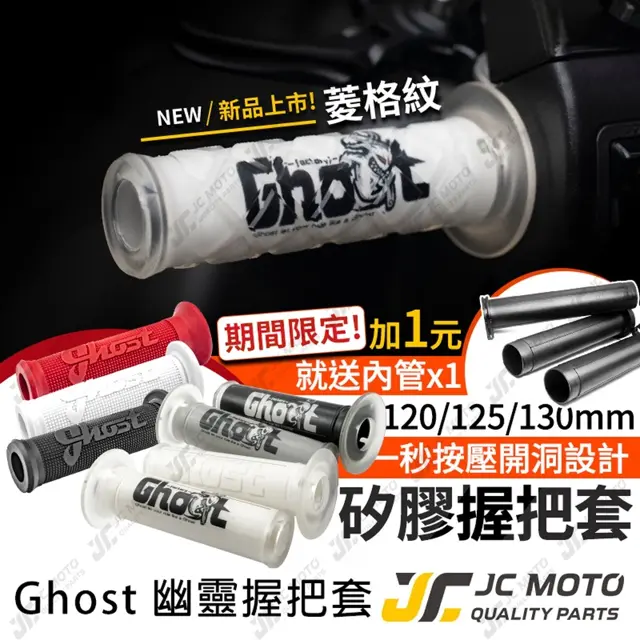 NEW/新品上市! 菱格紋
Ghost
期間限定! 加1元
就送內管x1
120/125/130mm
一秒按壓開洞設計
ghost
Ghost
ghost
Ghost
矽膠握把套
Ghost 幽靈握把套
JC MOTO
QUALITY PARTS